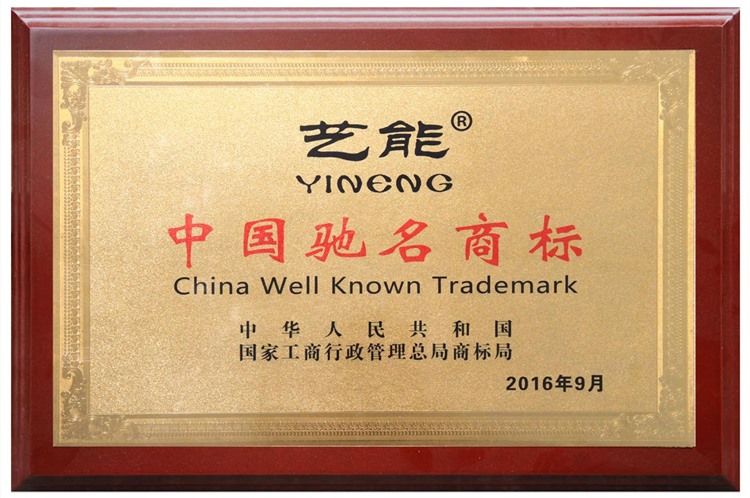 艺能®
YINENG
中国驰名商标
China Well Known Trademark
中华人民共和国
国家工商行政管理总局商标局
2016年9月